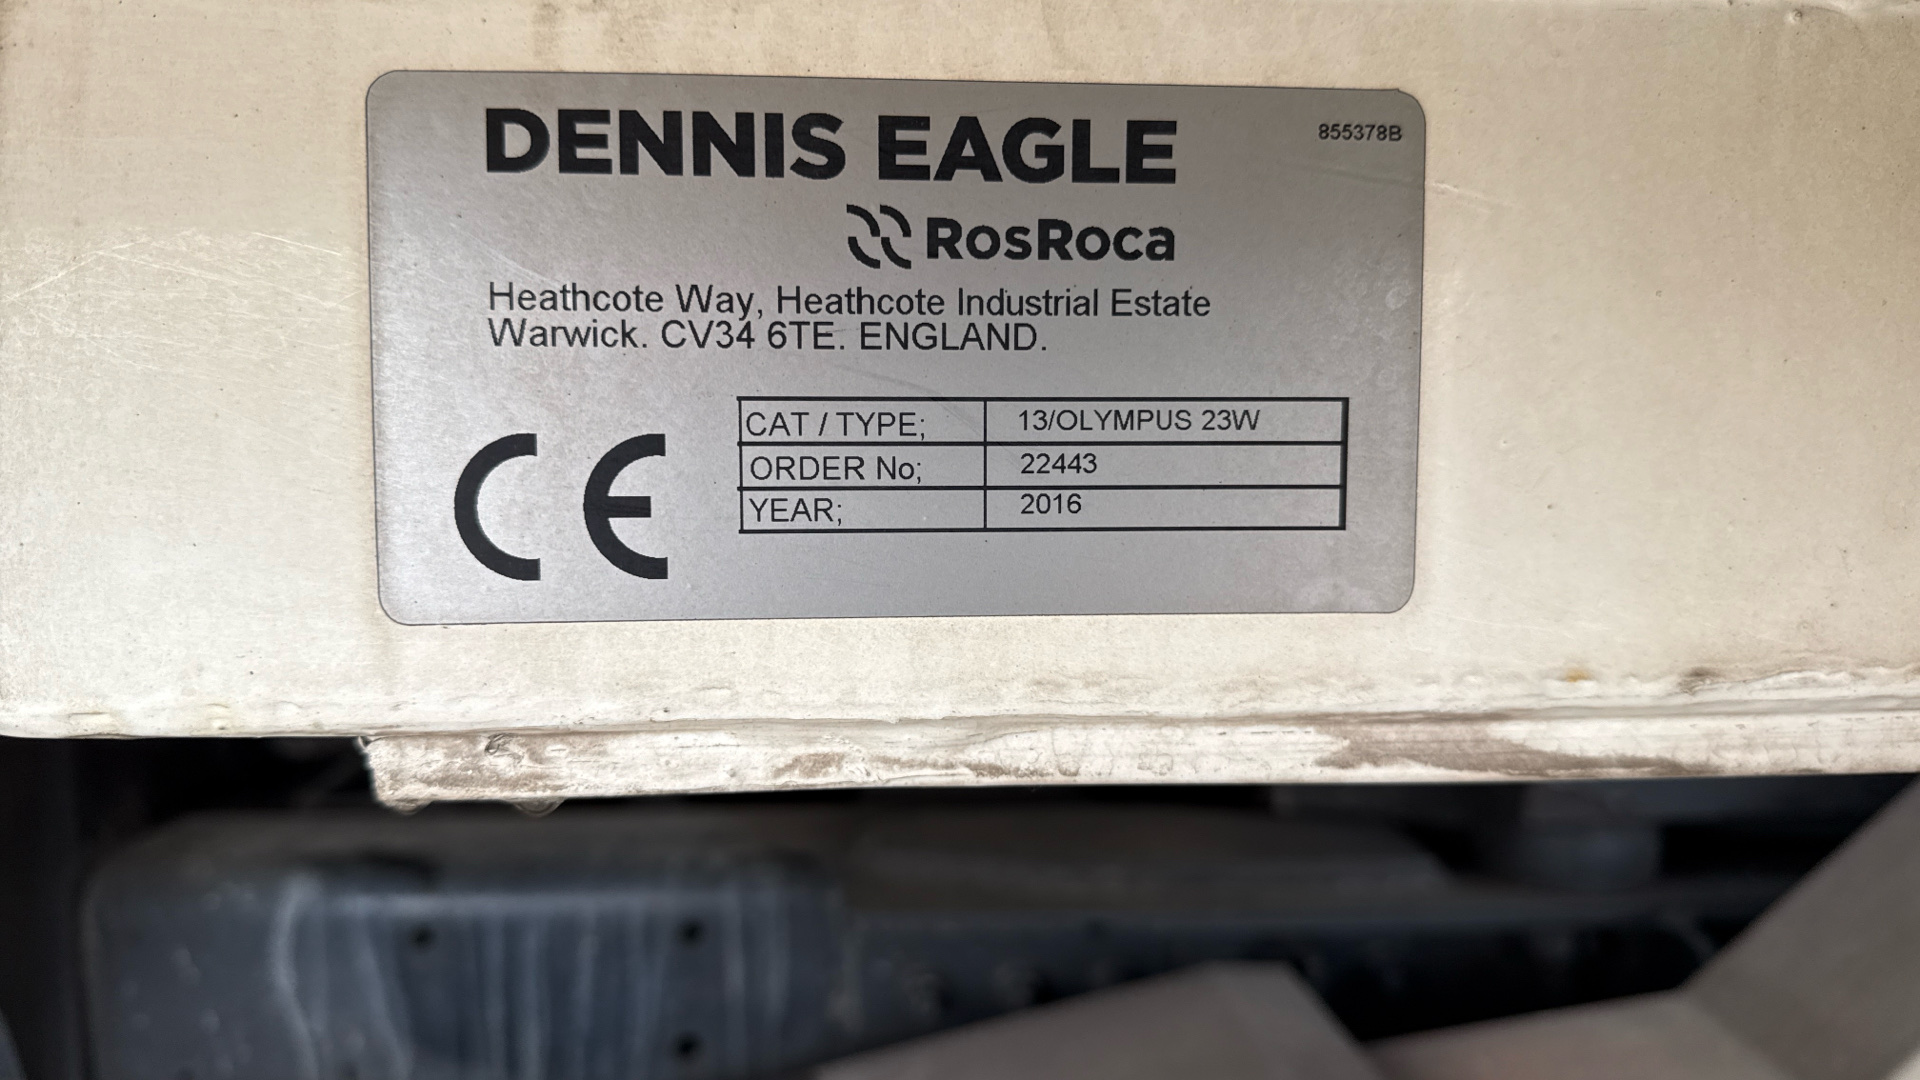 DENNIS EAGLE
855378B
RosRoca
Heathcote Way, Heathcote Industrial Estate
Warwick. CV34 6TE. ENGLAND.
CE
CAT / TYPE; 13/OLYMPUS 23W
ORDER No; 22443
YEAR; 2016